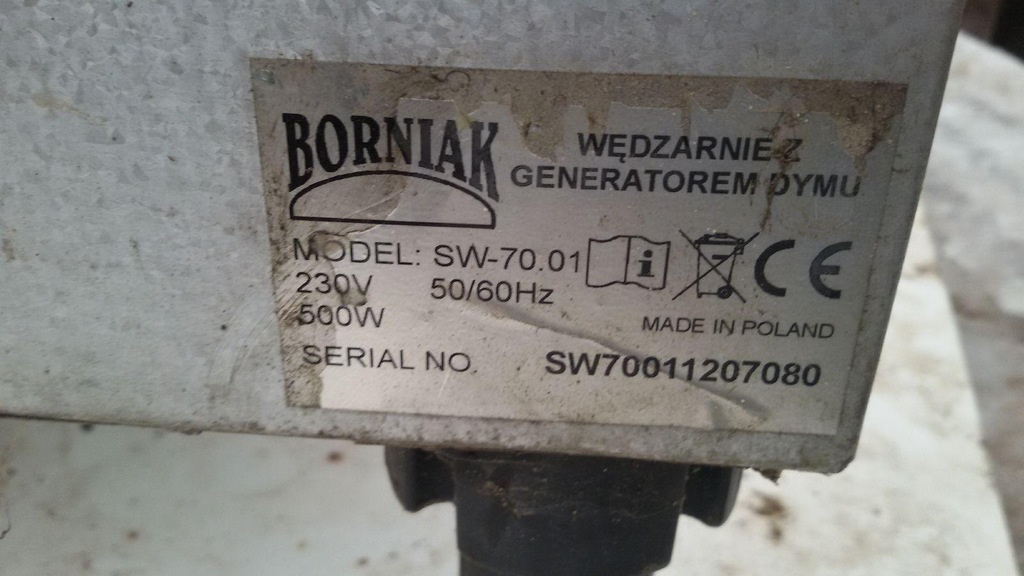 BORNIAK
WĘDZARNIE Z
GENERATOREM DYMU
MODEL: SW-70.01
230V 50/60Hz
500W
MADE IN POLAND
SERIAL NO. SW70011207080